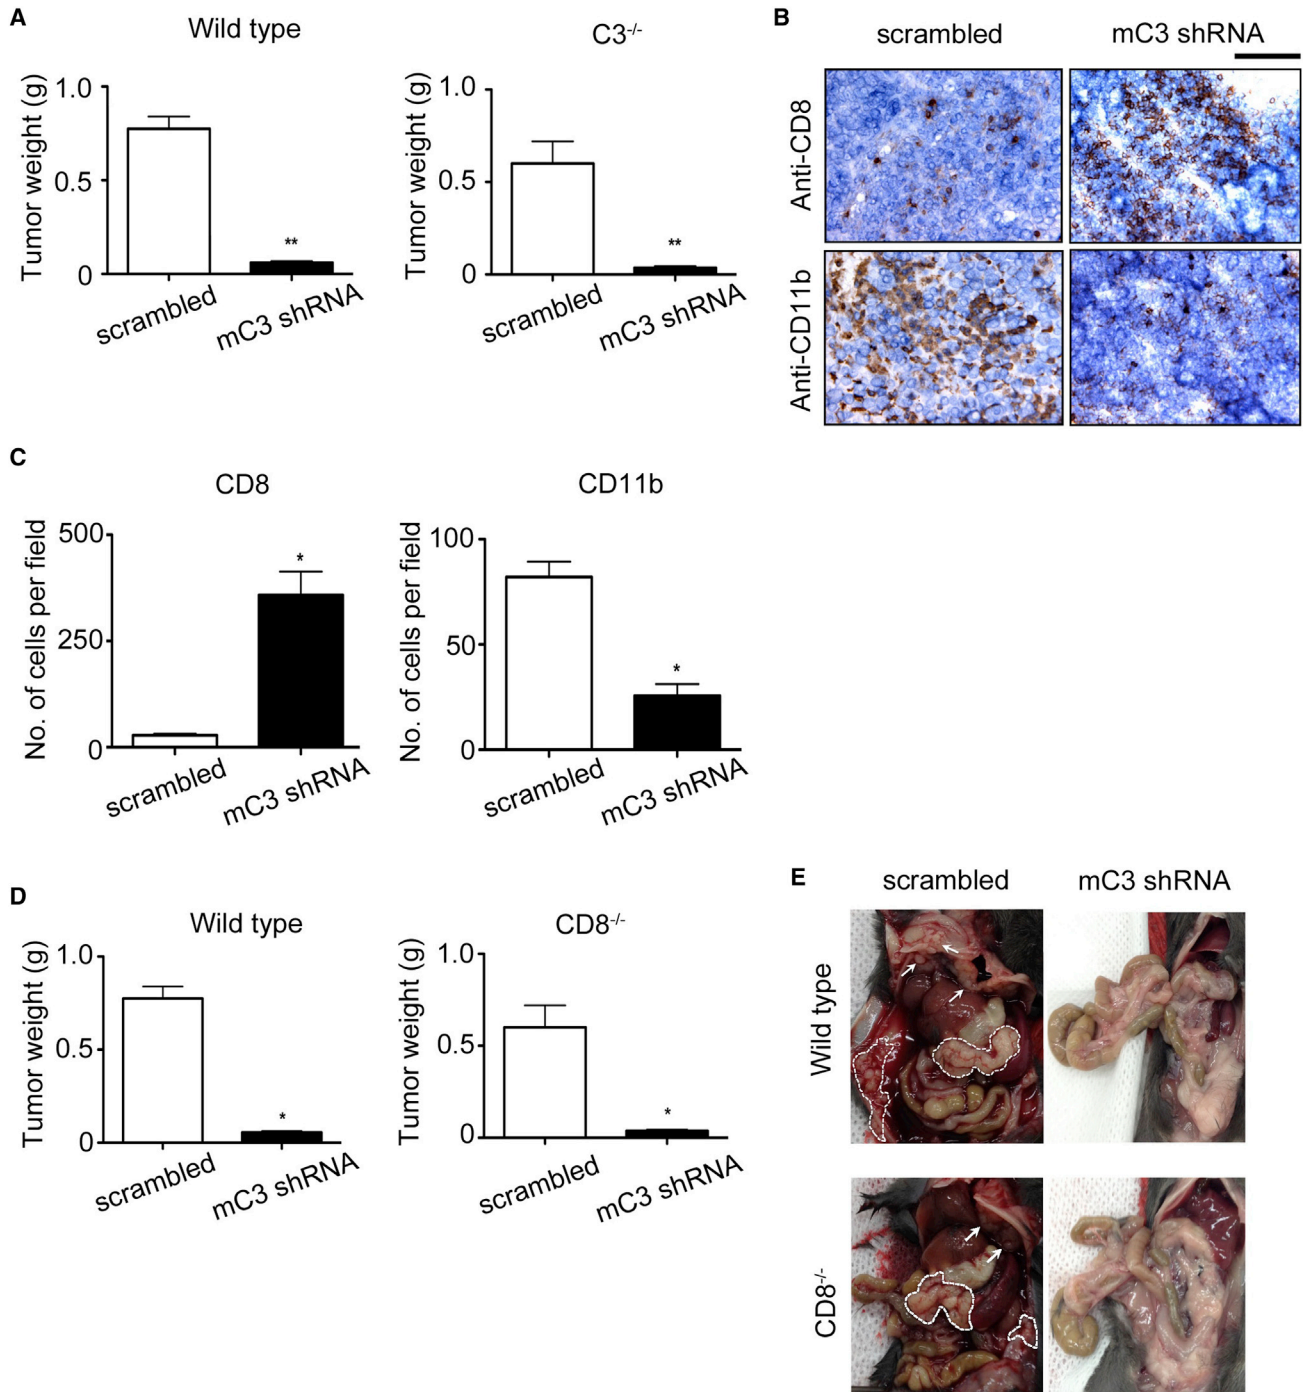 A
Wild type
C3-/-
Tumor weight (g)
1.0
0.5
0
**
scrambled
mC3 shRNA
Tumor weight (g)
1.0
0.5
0
**
scrambled
mC3 shRNA
B
scrambled
mC3 shRNA
Anti-CD8
Anti-CD11b
C
CD8
CD11b
No. of cells per field
500
250
0
*
scrambled
mC3 shRNA
No. of cells per field
100
50
0
*
scrambled
mC3 shRNA
D
Wild type
CD8-/-
Tumor weight (g)
1.0
0.5
0
*
scrambled
mC3 shRNA
Tumor weight (g)
1.0
0.5
0
*
scrambled
mC3 shRNA
E
scrambled
mC3 shRNA
Wild type
CD8-/-